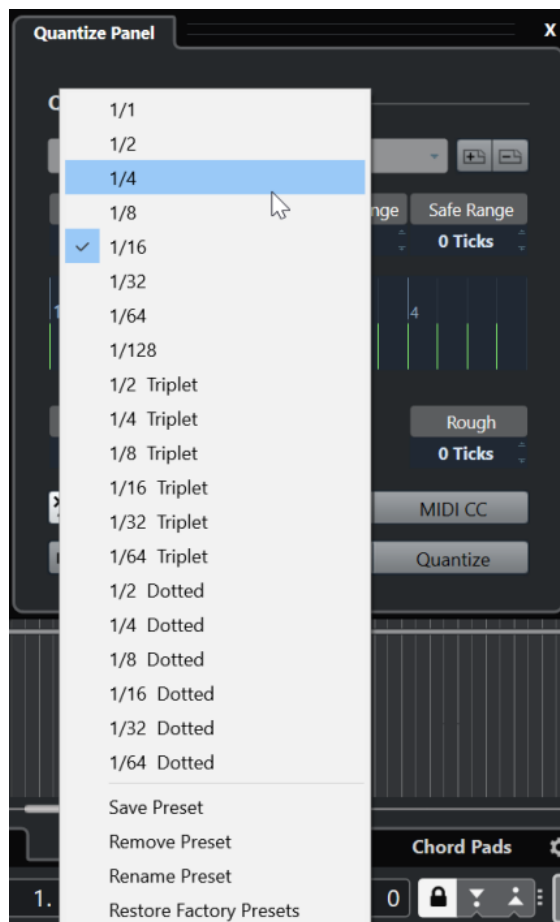 Quantize Panel
X
1/1
1/2
1/4
1/8
nge
Safe Range
1/16
0 Ticks
1/32
1/64
4
1/128
1/2 Triplet
1/4 Triplet
Rough
1/8 Triplet
0 Ticks
1/16 Triplet
1/32 Triplet
MIDI CC
1/64 Triplet
Quantize
1/2 Dotted
1/4 Dotted
1/8 Dotted
1/16 Dotted
1/32 Dotted
1/64 Dotted
Save Preset
Remove Preset
Chord Pads
Rename Preset
1.
0
Restore Factory Presets